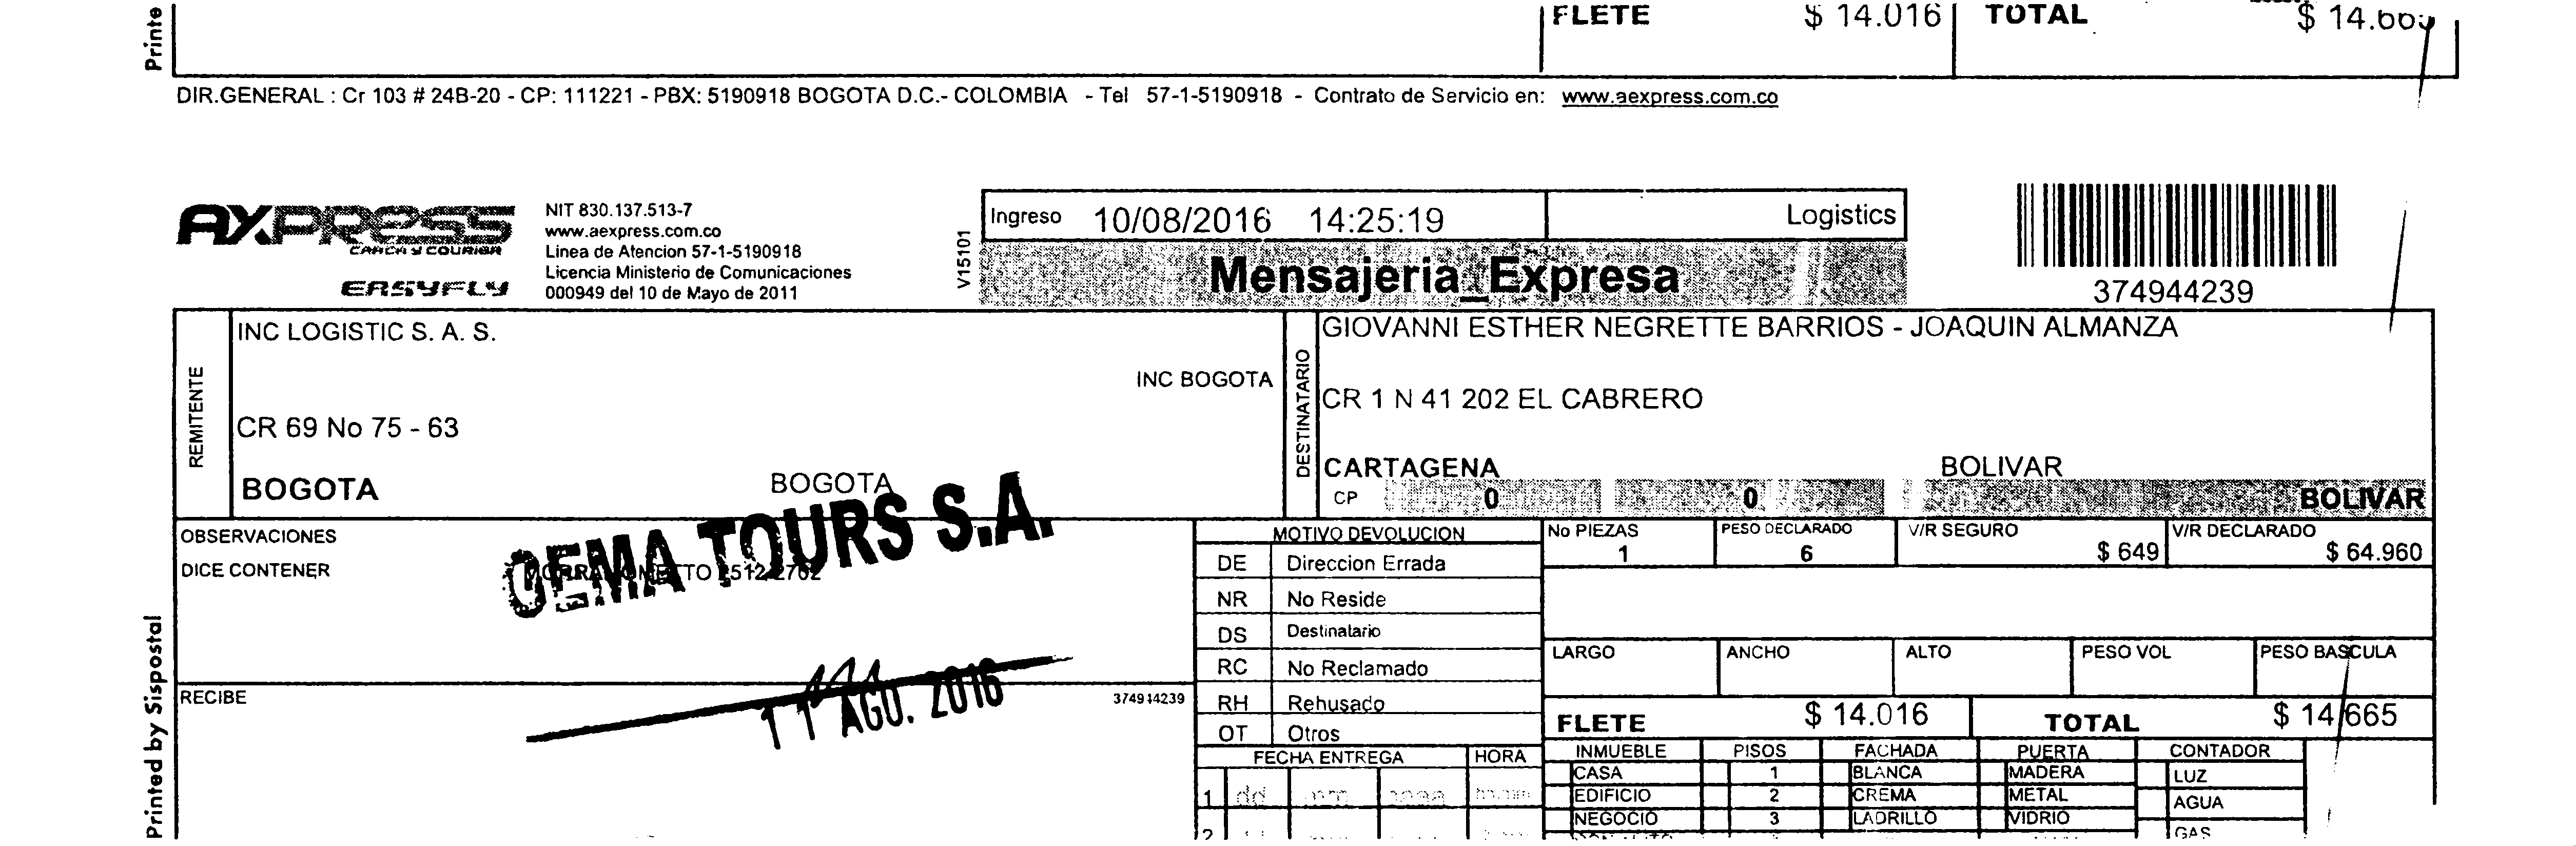 Printe
FLETE $ 14.016 TOTAL $ 14.665
DIR.GENERAL : Cr 103 # 24B-20 - CP: 111221 - PBX: 5190918 BOGOTA D.C.- COLOMBIA - Tel 57-1-5190918 - Contrato de Servicio en: www.aexpress.com.co
AXPRESS
CARGA Y COURIER
EASYFLY
NIT 830.137.513-7
www.aexpress.com.co
Linea de Atencion 57-1-5190918
Licencia Ministerio de Comunicaciones
000949 del 10 de Mayo de 2011
V15101
Ingreso 10/08/2016 14:25:19 Logistics
Mensajeria_Expresa
374944239
REMITENTE
INC LOGISTIC S. A. S.
INC BOGOTA
CR 69 No 75 - 63
BOGOTA BOGOTA
DESTINATARIO
GIOVANNI ESTHER NEGRETTE BARRIOS - JOAQUIN ALMANZA
CR 1 N 41 202 EL CABRERO
CARTAGENA BOLIVAR
CP 0 0 BOLIVAR
OBSERVACIONES
DICE CONTENER
GEMA TOURS S.A.
11 AGO. 2016
RECIBE 374944239
Printed by Sispostal
MOTIVO DEVOLUCION
DE Direccion Errada
NR No Reside
DS Destinatario
RC No Reclamado
RH Rehusado
OT Otros
FECHA ENTREGA HORA
1 dd mm aaaa hh:mm
2
No PIEZAS PESO DECLARADO V/R SEGURO V/R DECLARADO
1 6 $ 649 $ 64.960
LARGO ANCHO ALTO PESO VOL PESO BASCULA
FLETE $ 14.016 TOTAL $ 14.665
INMUEBLE PISOS FACHADA PUERTA CONTADOR
CASA 1 BLANCA MADERA LUZ
EDIFICIO 2 CREMA METAL AGUA
NEGOCIO 3 LADRILLO VIDRIO GAS